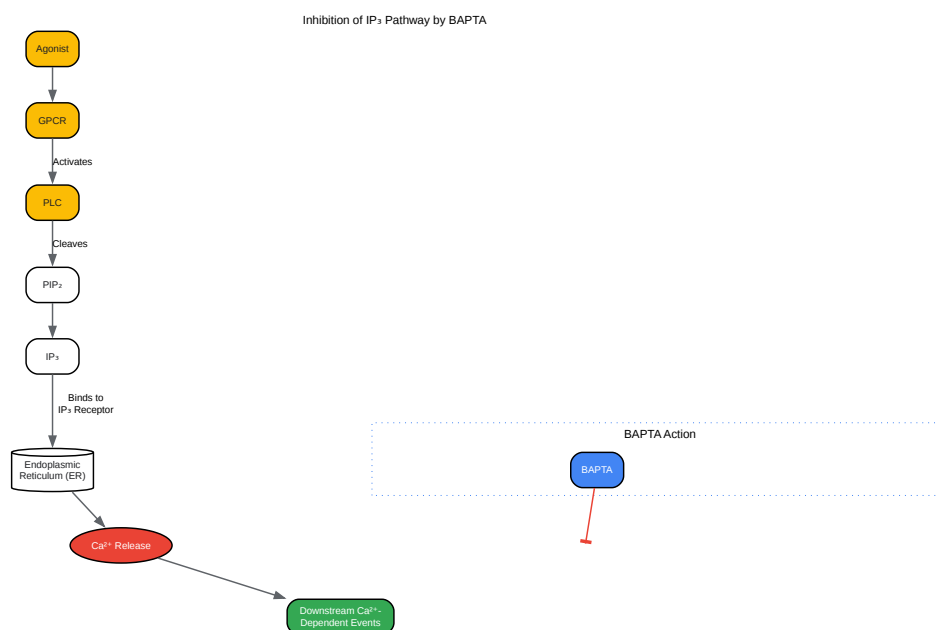 Inhibition of IP₃ Pathway by BAPTA
Agonist
GPCR
Activates
PLC
Cleaves
PIP₂
IP₃
Binds to
IP₃ Receptor
Endoplasmic
Reticulum (ER)
BAPTA Action
BAPTA
Ca²⁺ Release
Downstream Ca²⁺-
Dependent Events